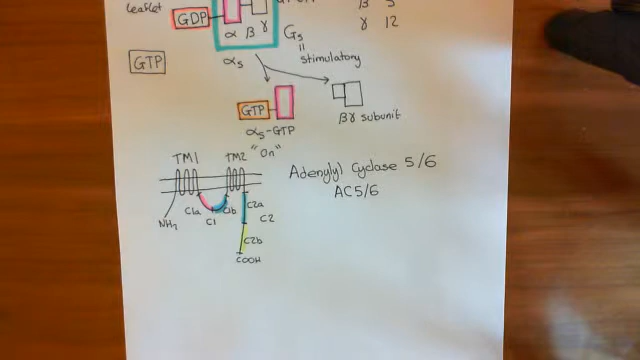 leaflet
GDP
α β γ
Gs
β 5
γ 12
GTP
αs
=
stimulatory
GTP
αs-GTP
"On"
βγ subunit
TM1 TM2
Adenylyl Cyclase 5/6
AC5/6
C1a
C1b
C1
C2a
C2
C2b
NH2
COOH